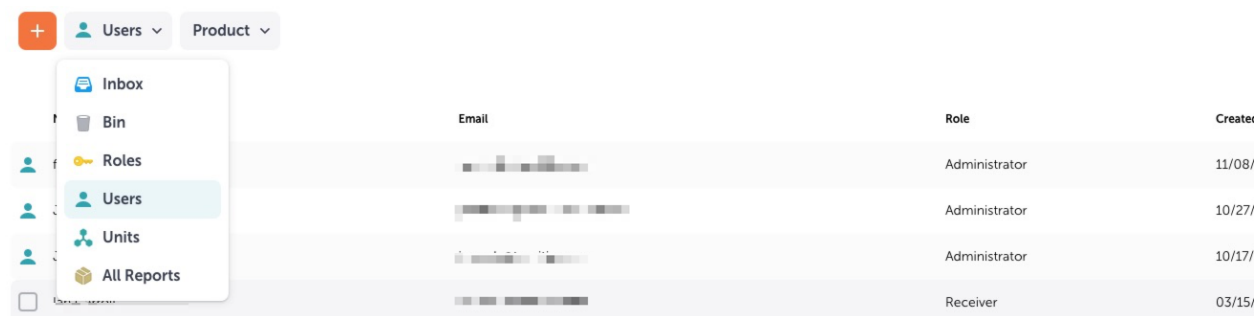 + Users Product
Inbox
Bin
Email Role
Roles
Administrator 11/08/
Users
Administrator 10/27/
Units
Administrator 10/17/
All Reports
Receiver 03/15/